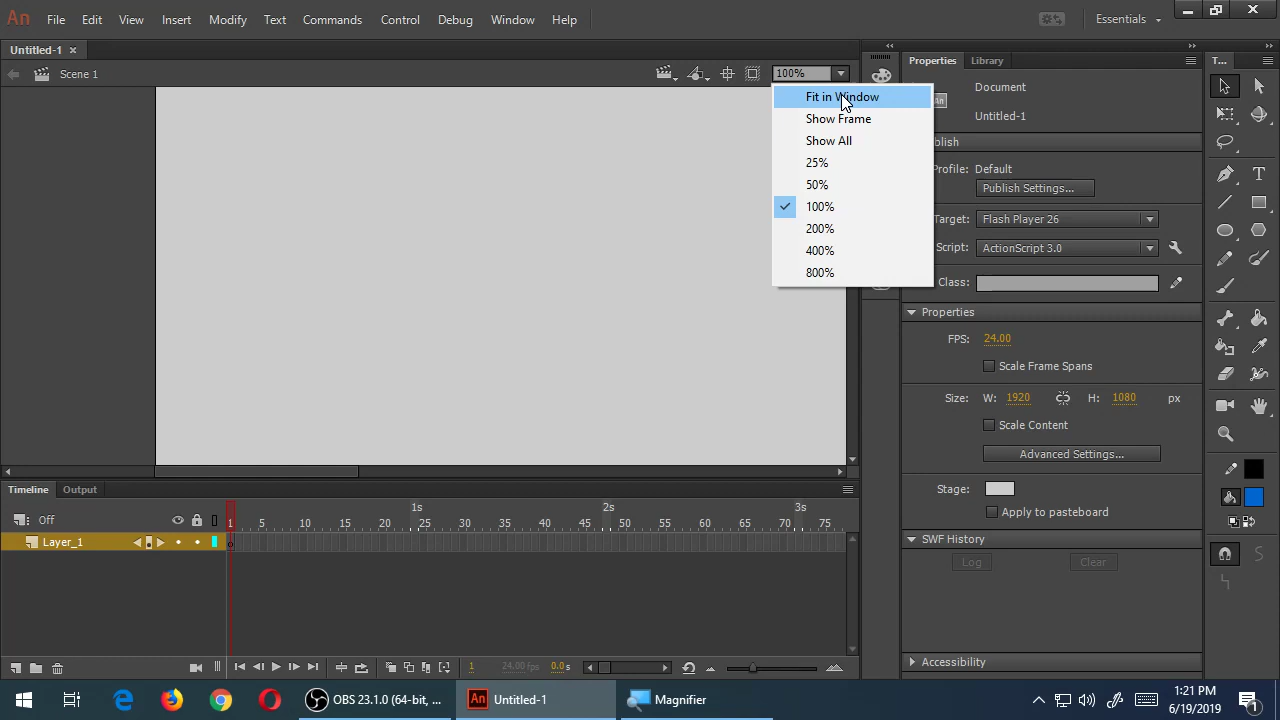 An File Edit View Insert Modify Text Commands Control Debug Window Help Essentials
Untitled-1
Scene 1
100%
Fit in Window
Show Frame
Show All
25%
50%
100%
200%
400%
800%
Properties Library
T...
An Document
Untitled-1
blish
Profile: Default
Publish Settings...
Target: Flash Player 26
Script: ActionScript 3.0
Class:
Properties
FPS: 24.00
Scale Frame Spans
Size: W: 1920 H: 1080 px
Scale Content
Advanced Settings...
Stage:
Apply to pasteboard
SWF History
Log Clear
Accessibility
Timeline Output
1s 2s 3s
Off 1 5 10 15 20 25 30 35 40 45 50 55 60 65 70 75
Layer_1
1 24.00 fps 0.0 s
OBS 23.1.0 (64-bit, ... An Untitled-1 Magnifier
1:21 PM
6/19/2019
1